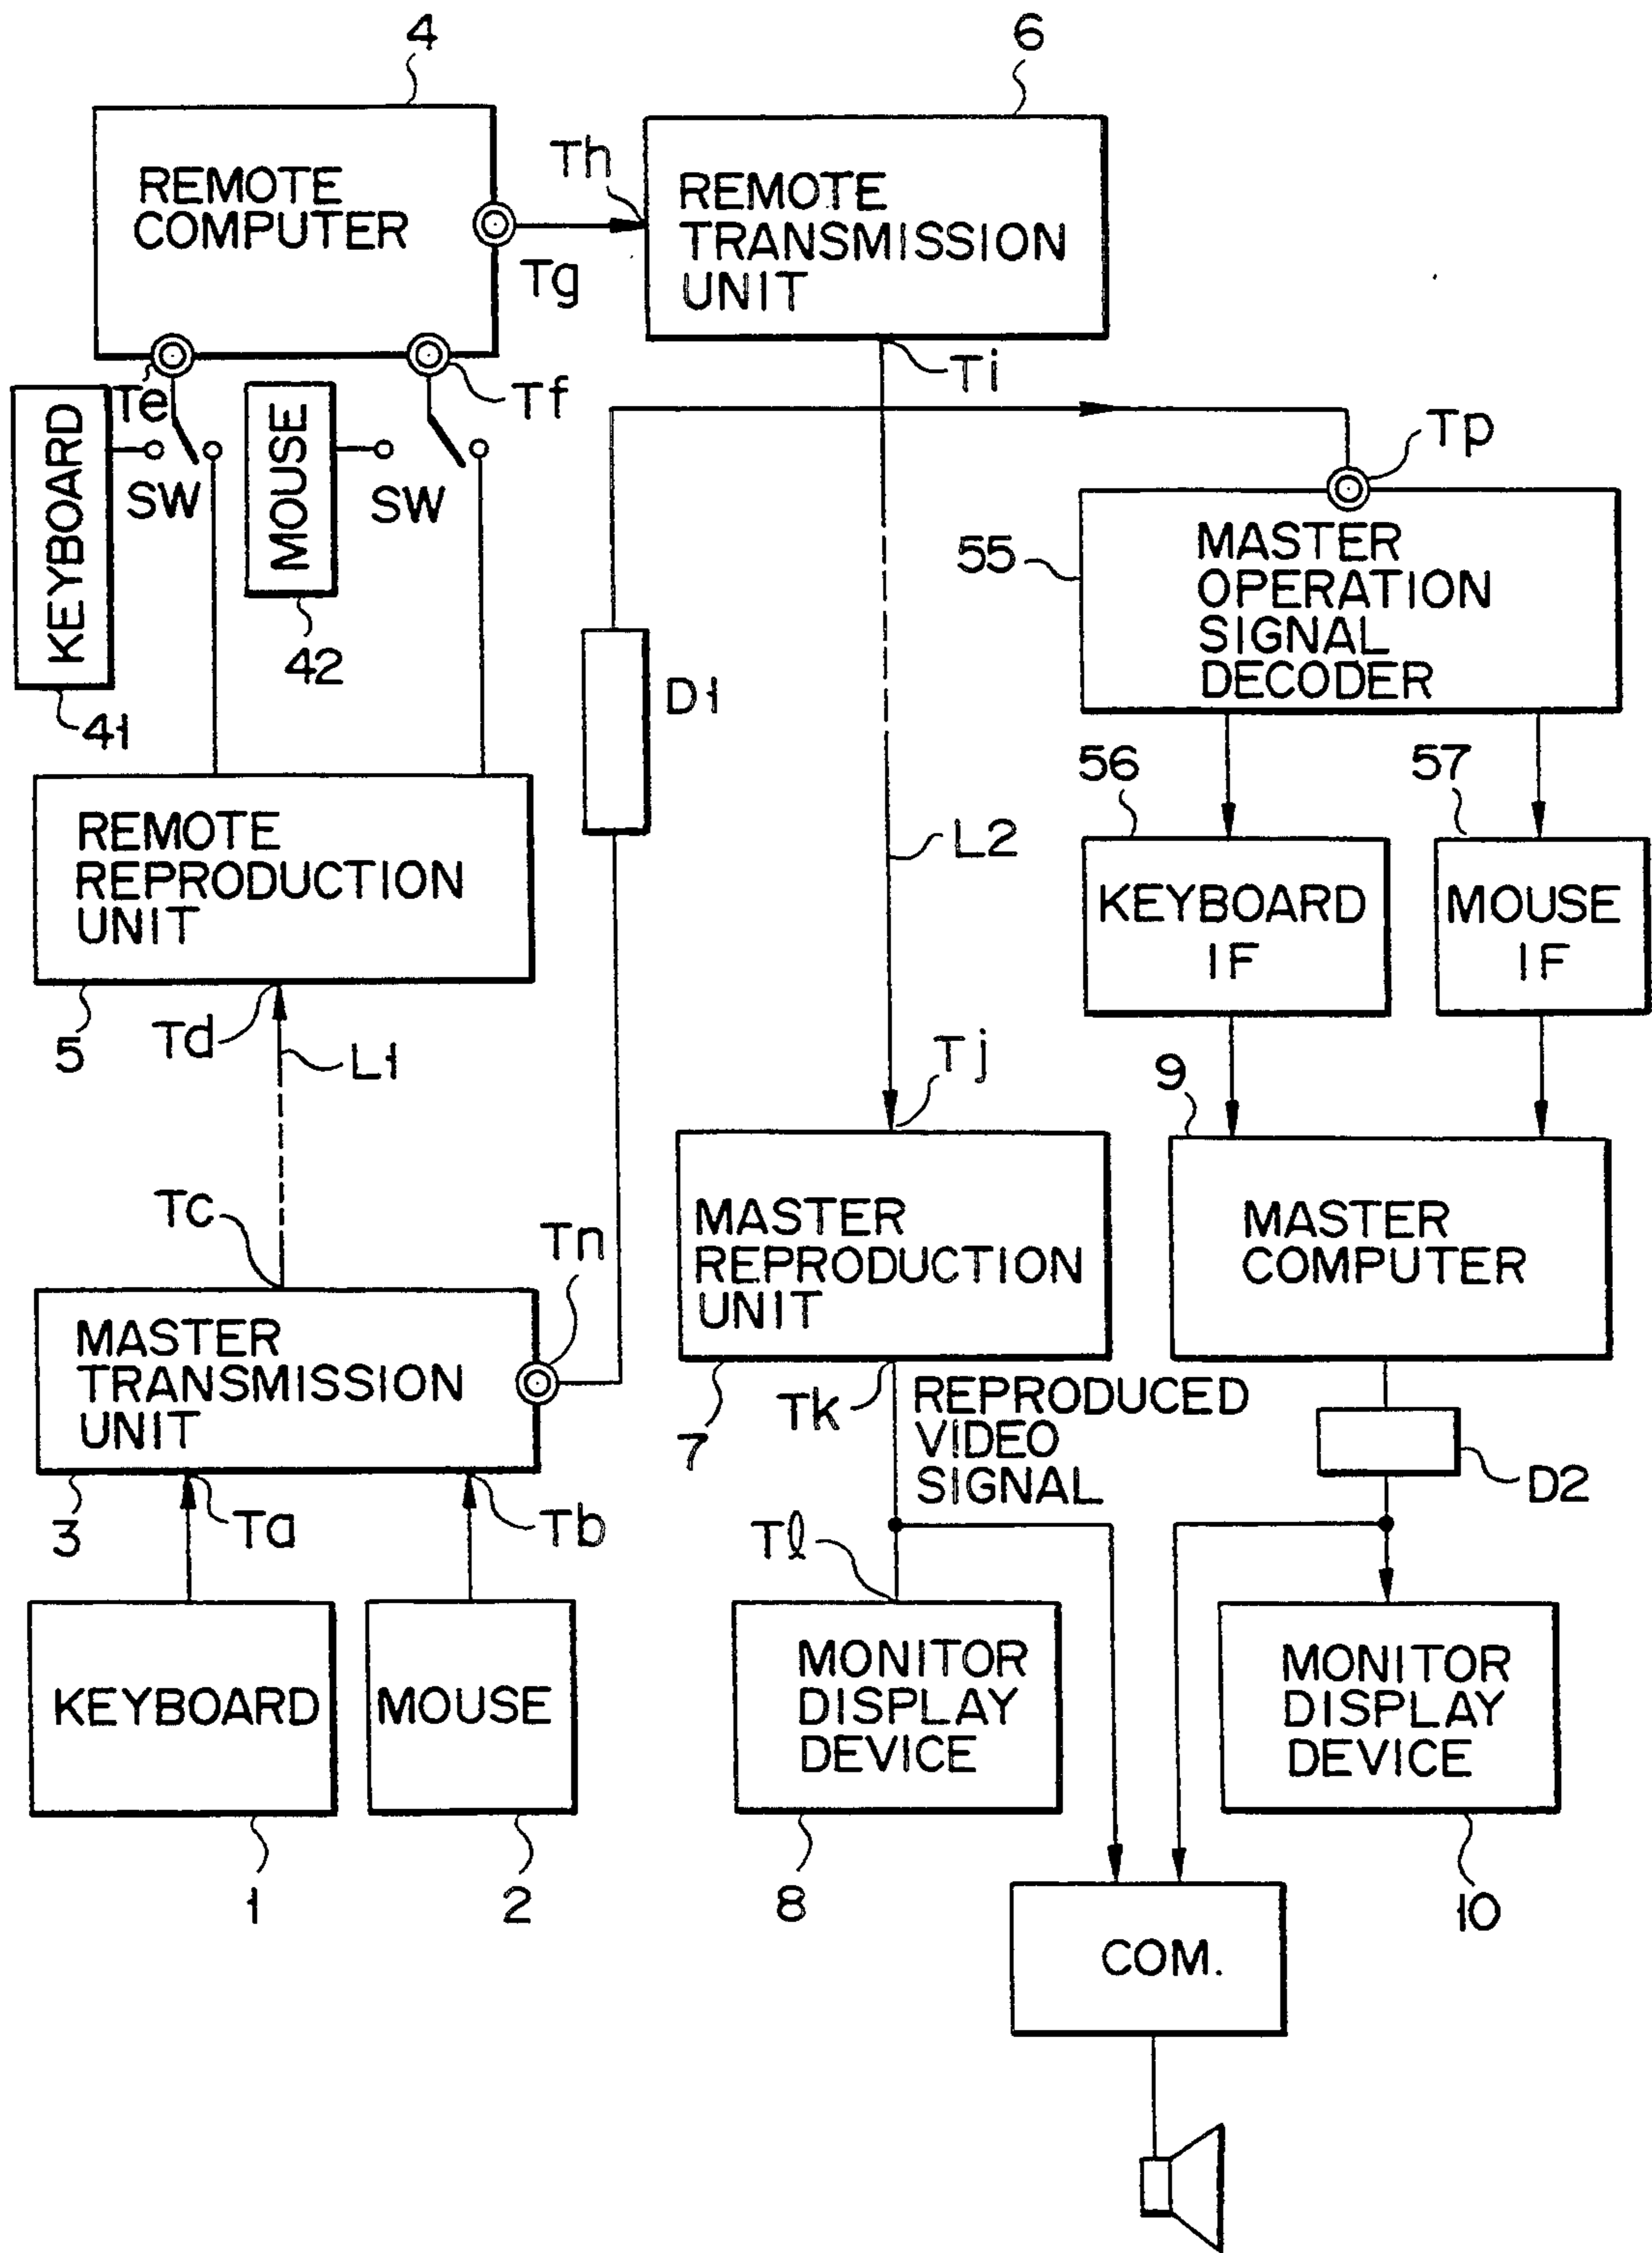 4
6
REMOTE
COMPUTER
Th
REMOTE
TRANSMISSION
UNIT
Tg
Te
Tf
Ti
KEYBOARD
SW
MOUSE
SW
Tp
41
42
D1
55
MASTER
OPERATION
SIGNAL
DECODER
56
57
REMOTE
REPRODUCTION
UNIT
L2
KEYBOARD
IF
MOUSE
IF
5
Td
L1
Tj
9
Tc
Tn
MASTER
REPRODUCTION
UNIT
MASTER
COMPUTER
MASTER
TRANSMISSION
UNIT
7
Tk
REPRODUCED
VIDEO
SIGNAL
D2
3
Ta
Tb
Tℓ
KEYBOARD
MOUSE
MONITOR
DISPLAY
DEVICE
MONITOR
DISPLAY
DEVICE
1
2
8
10
COM.